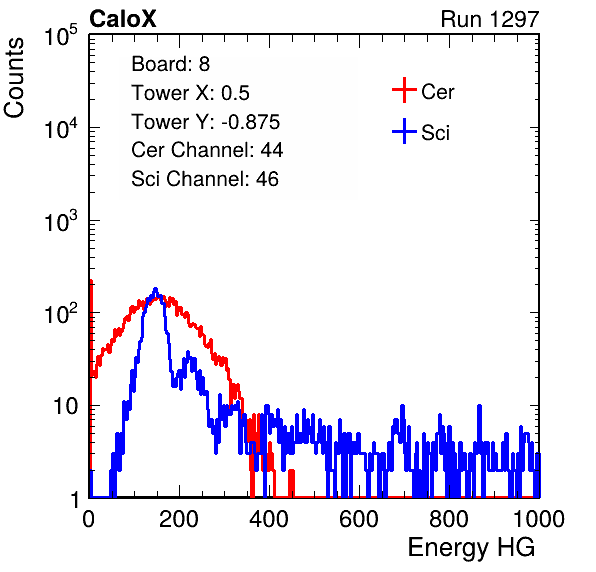 CaloX Run 1297
Counts
Board: 8
Tower X: 0.5
Tower Y: -0.875
Cer Channel: 44
Sci Channel: 46
Cer
Sci
10^5
10^4
10^3
10^2
10
1
0 200 400 600 800 1000
Energy HG